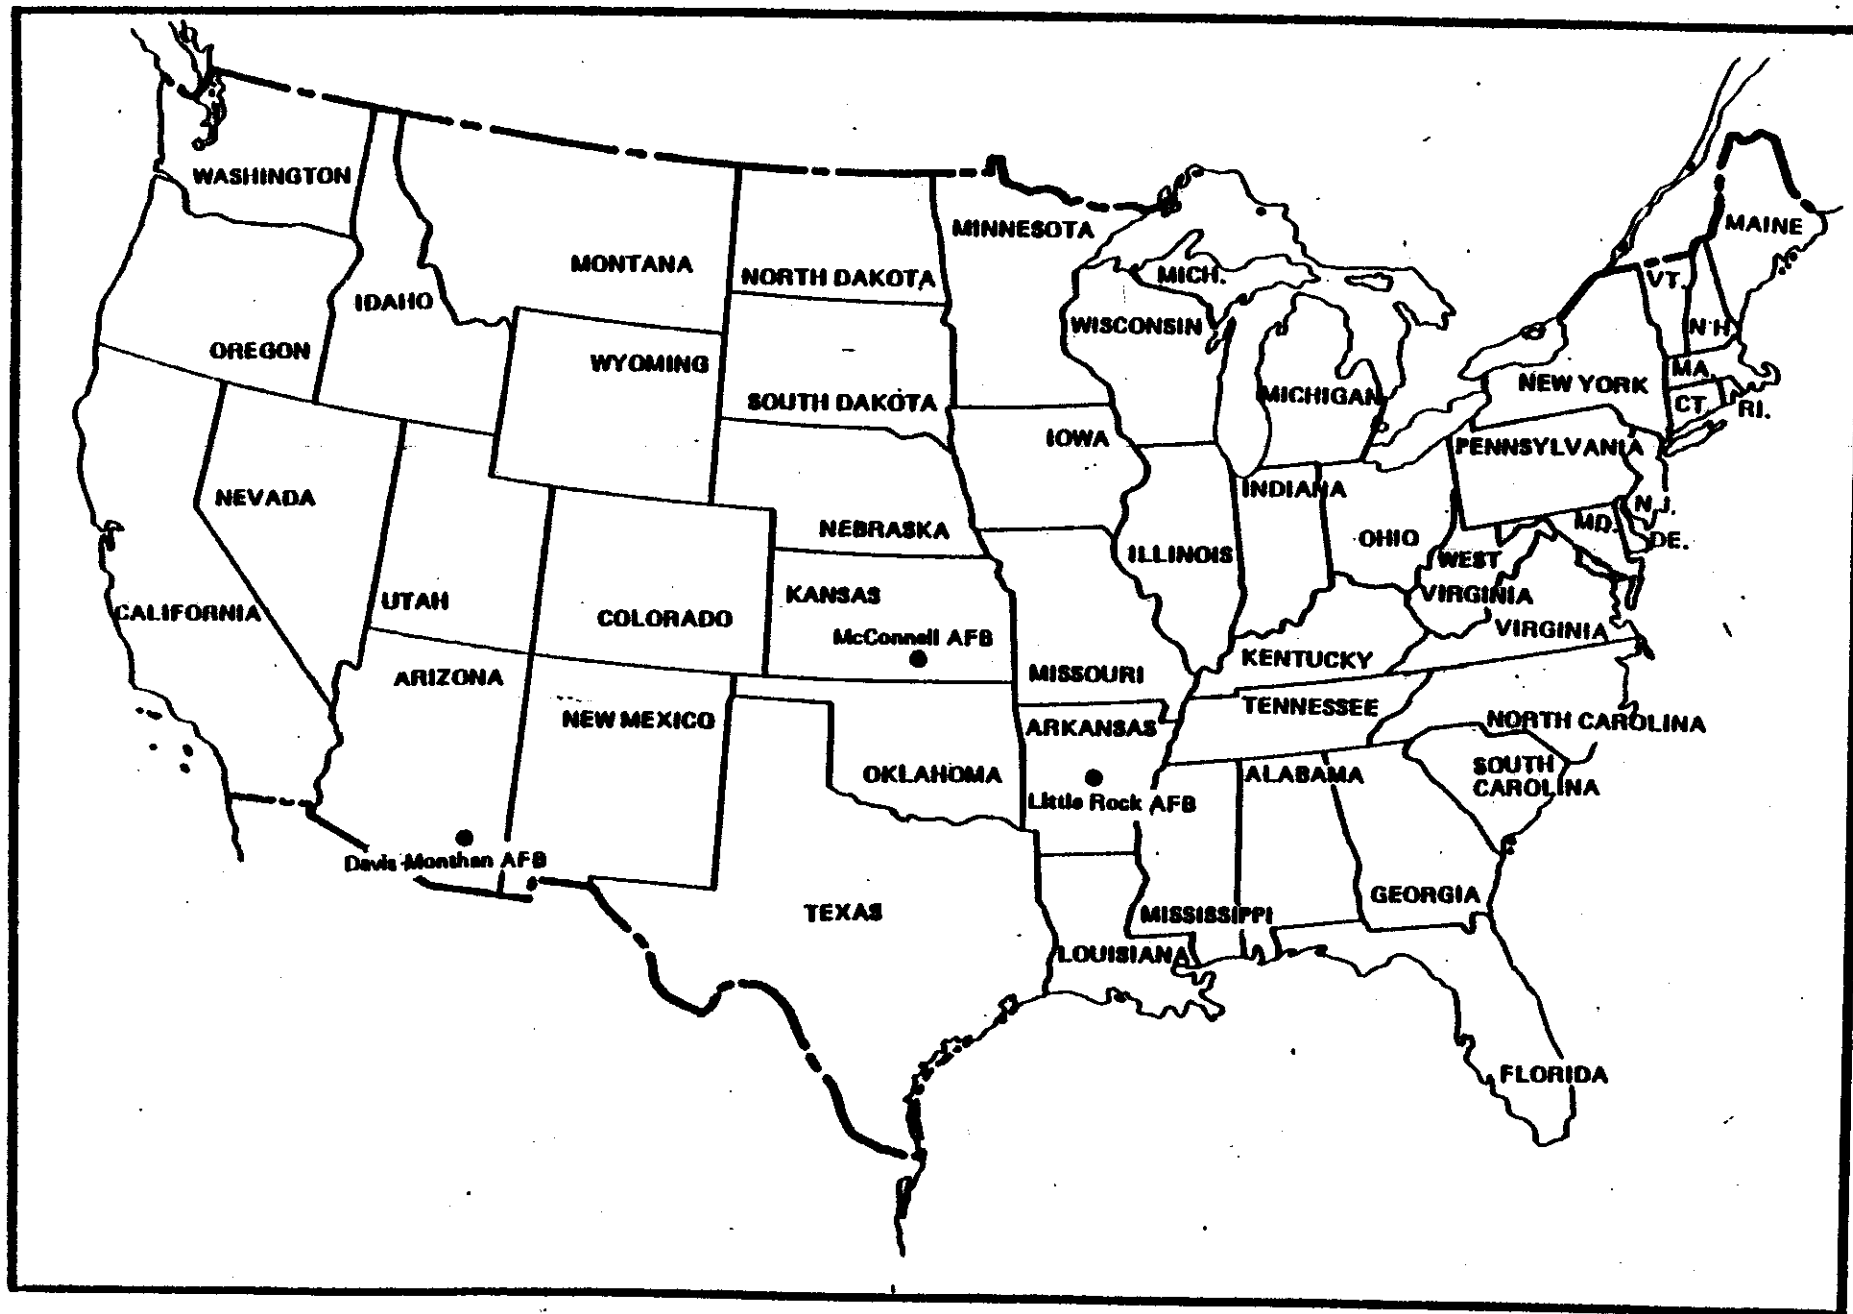 WASHINGTON
MONTANA
NORTH DAKOTA
MINNESOTA
MAINE
IDAHO
OREGON
WYOMING
SOUTH DAKOTA
WISCONSIN
MICH.
MICHIGAN
VT.
N H
NEW YORK
MA.
CT.
RI.
NEVADA
NEBRASKA
IOWA
PENNSYLVANIA
INDIANA
ILLINOIS
OHIO
N.J.
MD.
DE.
WEST
VIRGINIA
VIRGINIA
CALIFORNIA
UTAH
COLORADO
KANSAS
McConnell AFB
MISSOURI
KENTUCKY
ARIZONA
NEW MEXICO
OKLAHOMA
ARKANSAS
Little Rock AFB
TENNESSEE
NORTH CAROLINA
SOUTH
CAROLINA
ALABAMA
Davis-Monthan AFB
TEXAS
MISSISSIPPI
GEORGIA
LOUISIANA
FLORIDA